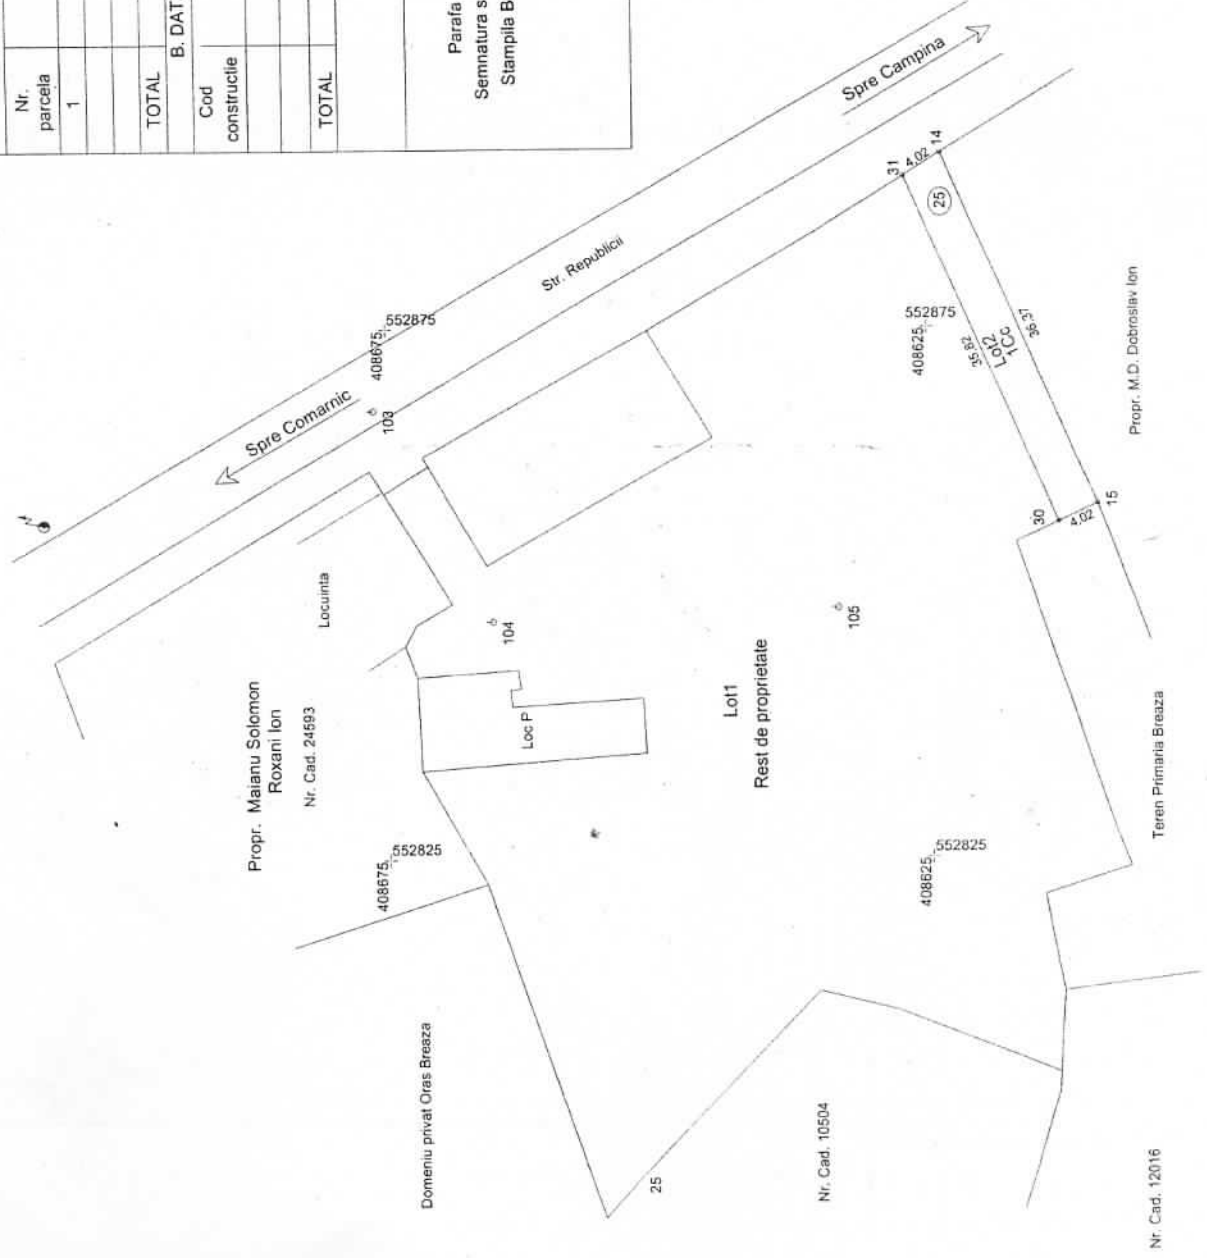 Nr.
parcela
1
TOTAL
B. DAT
Cod
constructie
TOTAL
Parafa
Semnatura s
Stampila B
N
Spre Campina
31
4,02
14
25
Str. Republicii
408675
552875
Spre Comarnic
103
408625
552875
35.82
Lot2
1Cc
36.37
Propr. M.D. Dobroslav Ion
30
4,02
15
Locuinta
104
105
Propr. Maianu Solomon
Roxani Ion
Nr. Cad. 24593
Loc P
Lot1
Rest de proprietate
Teren Primaria Breaza
408675
552825
408625
552825
Domeniu privat Oras Breaza
25
Nr. Cad. 10504
Nr. Cad. 12016